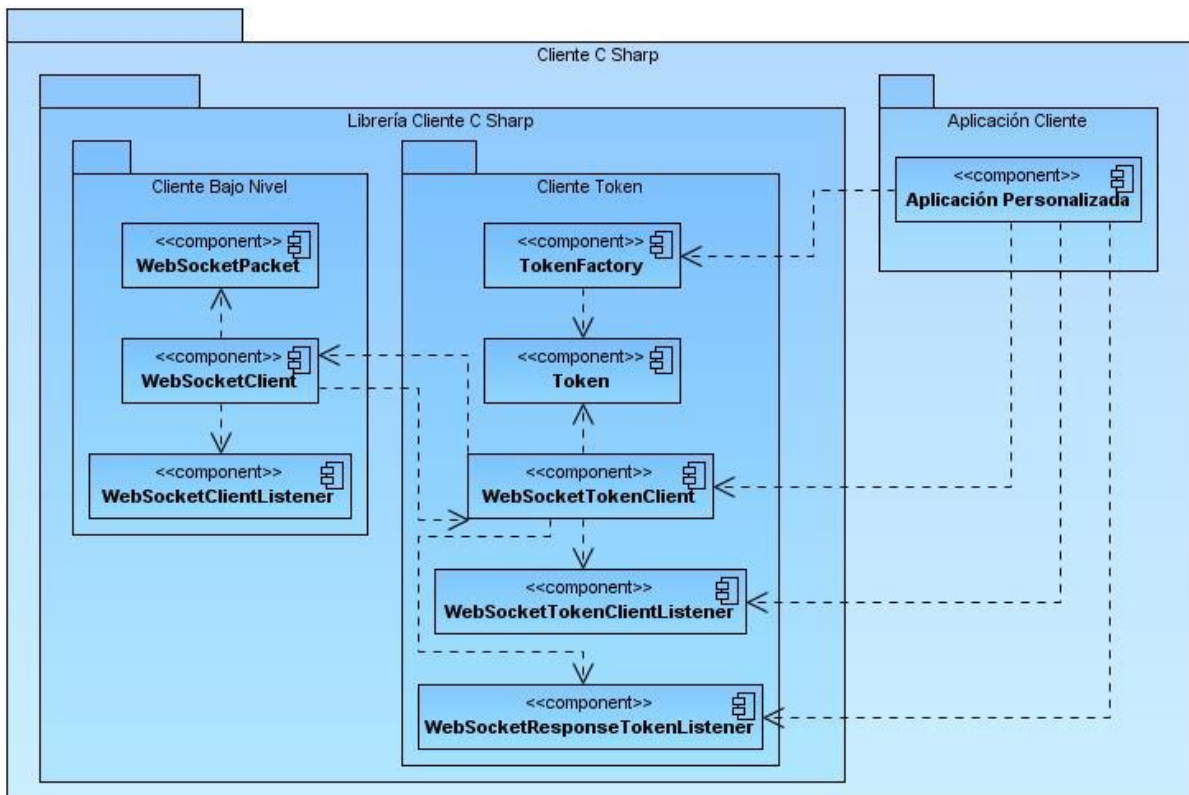 Cliente C Sharp
Librería Cliente C Sharp
Cliente Bajo Nivel
<<component>>
WebSocketPacket
<<component>>
WebSocketClient
<<component>>
WebSocketClientListener
Cliente Token
<<component>>
TokenFactory
<<component>>
Token
<<component>>
WebSocketTokenClient
<<component>>
WebSocketTokenClientListener
<<component>>
WebSocketResponseTokenListener
Aplicación Cliente
<<component>>
Aplicación Personalizada